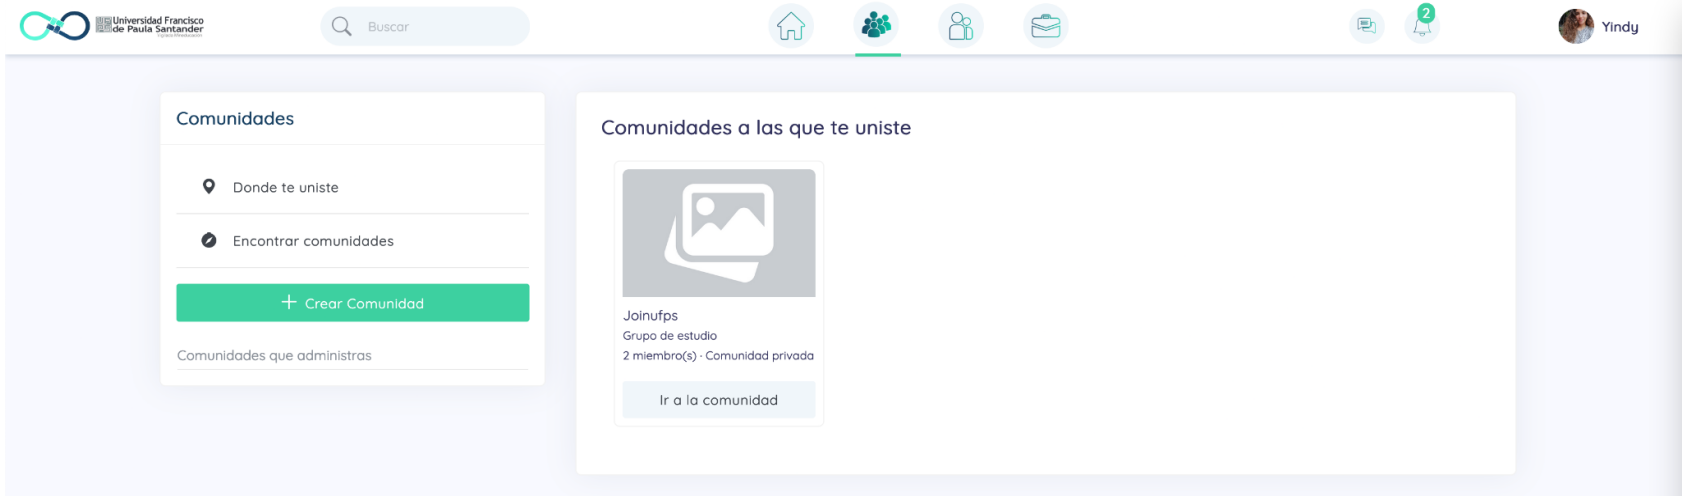 Universidad Francisco
de Paula Santander
Buscar
2
Yindy
Comunidades
Donde te uniste
Encontrar comunidades
Crear Comunidad
Comunidades que administras
Comunidades a las que te uniste
Joinufps
Grupo de estudio
2 miembro(s) · Comunidad privada
Ir a la comunidad